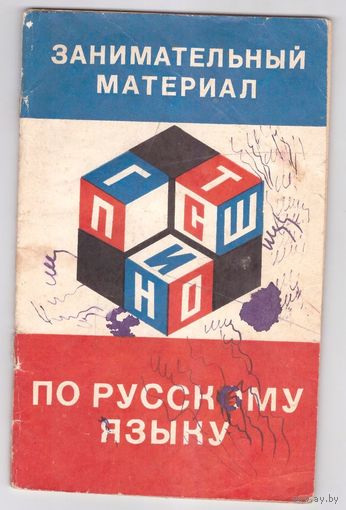 ЗАНИМАТЕЛЬНЫЙ
МАТЕРИАЛ
Г Т
П С Ш
И
Н О
ПО РУССКОМУ
ЯЗЫКУ